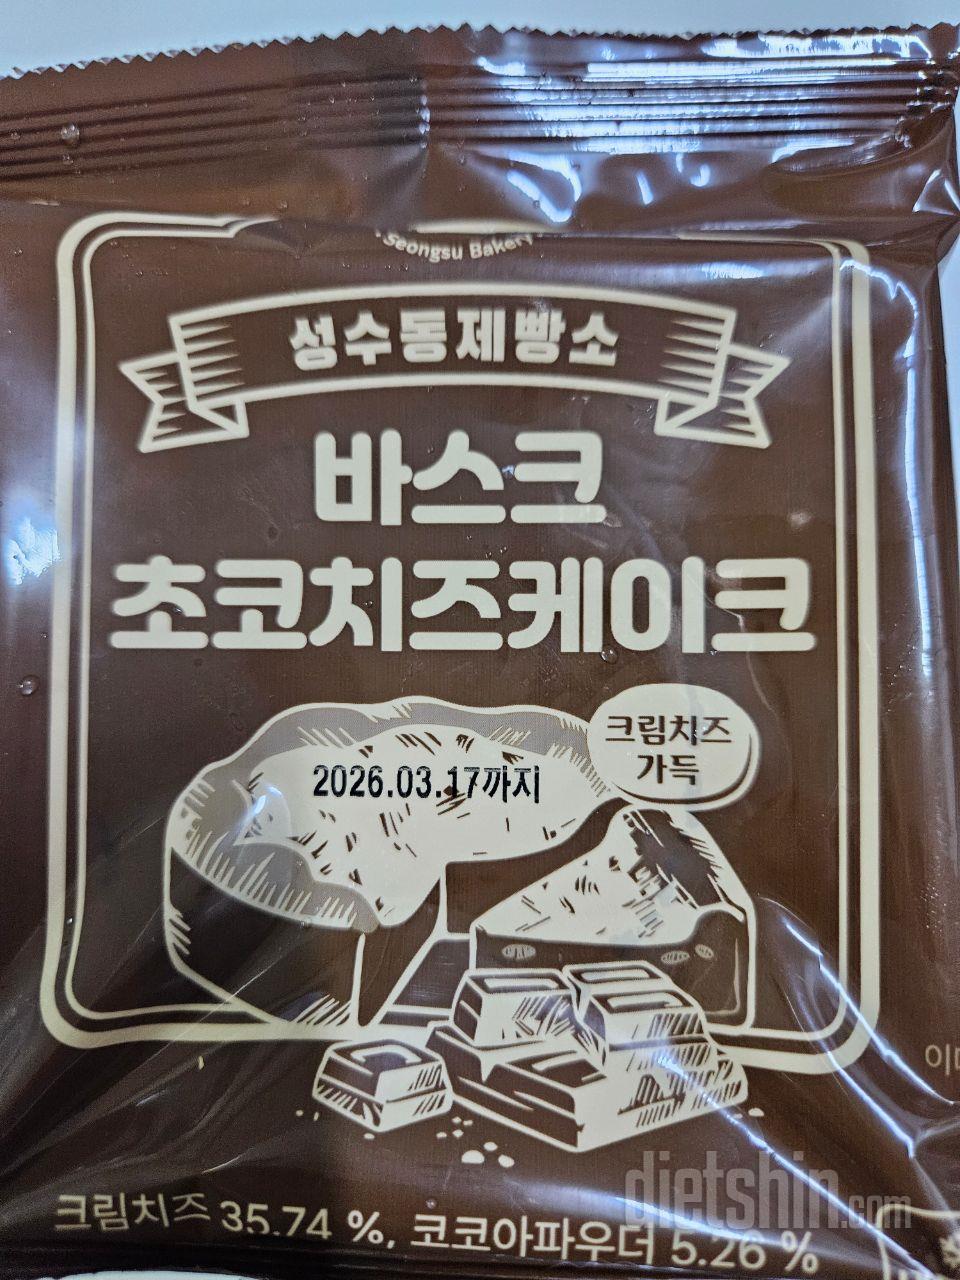 Seongsu Bakery
성수동제빵소
바스크
초코치즈케이크
크림치즈
가득
2026.03.17까지
크림치즈 35.74 %, 코코아파우더 5.26 %
dietshin.com